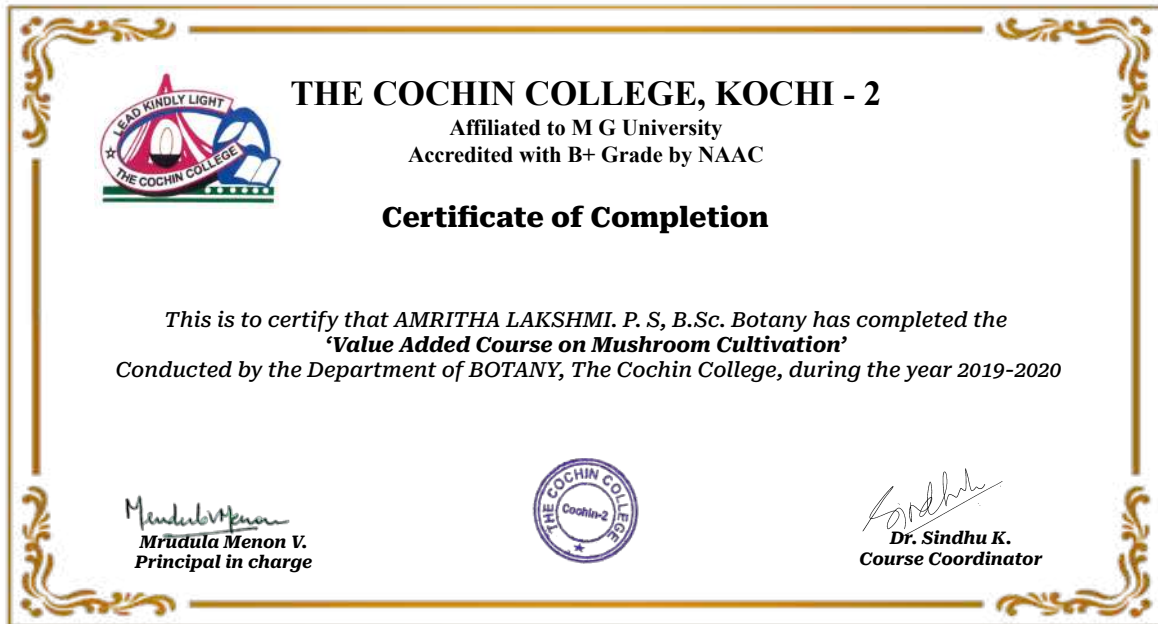 LEAD KINDLY LIGHT
THE COCHIN COLLEGE
THE COCHIN COLLEGE, KOCHI - 2
Affiliated to M G University
Accredited with B+ Grade by NAAC
Certificate of Completion
This is to certify that AMRITHA LAKSHMI. P. S, B.Sc. Botany has completed the
‘Value Added Course on Mushroom Cultivation’
Conducted by the Department of BOTANY, The Cochin College, during the year 2019-2020
Mrudula Menon V.
Principal in charge
THE COCHIN COLLEGE
Cochin-2
Sindhu
Dr. Sindhu K.
Course Coordinator